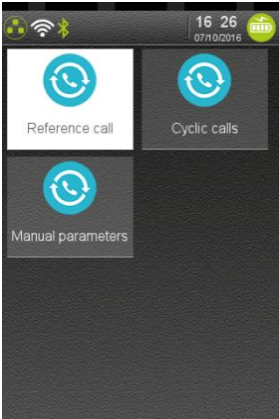 16 26
07/10/2016
Reference call
Cyclic calls
Manual parameters